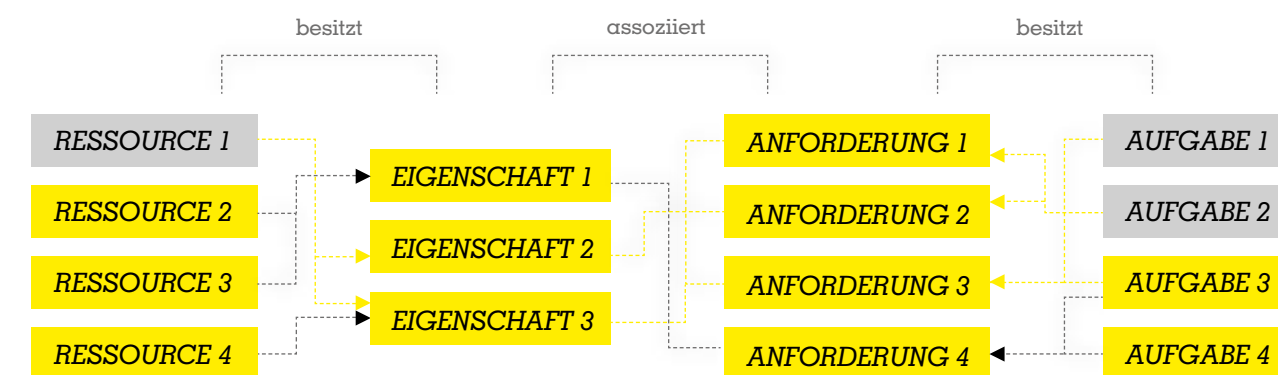 besitzt
assoziiert
besitzt
RESSOURCE 1
RESSOURCE 2
RESSOURCE 3
RESSOURCE 4
EIGENSCHAFT 1
EIGENSCHAFT 2
EIGENSCHAFT 3
ANFORDERUNG 1
ANFORDERUNG 2
ANFORDERUNG 3
ANFORDERUNG 4
AUFGABE 1
AUFGABE 2
AUFGABE 3
AUFGABE 4